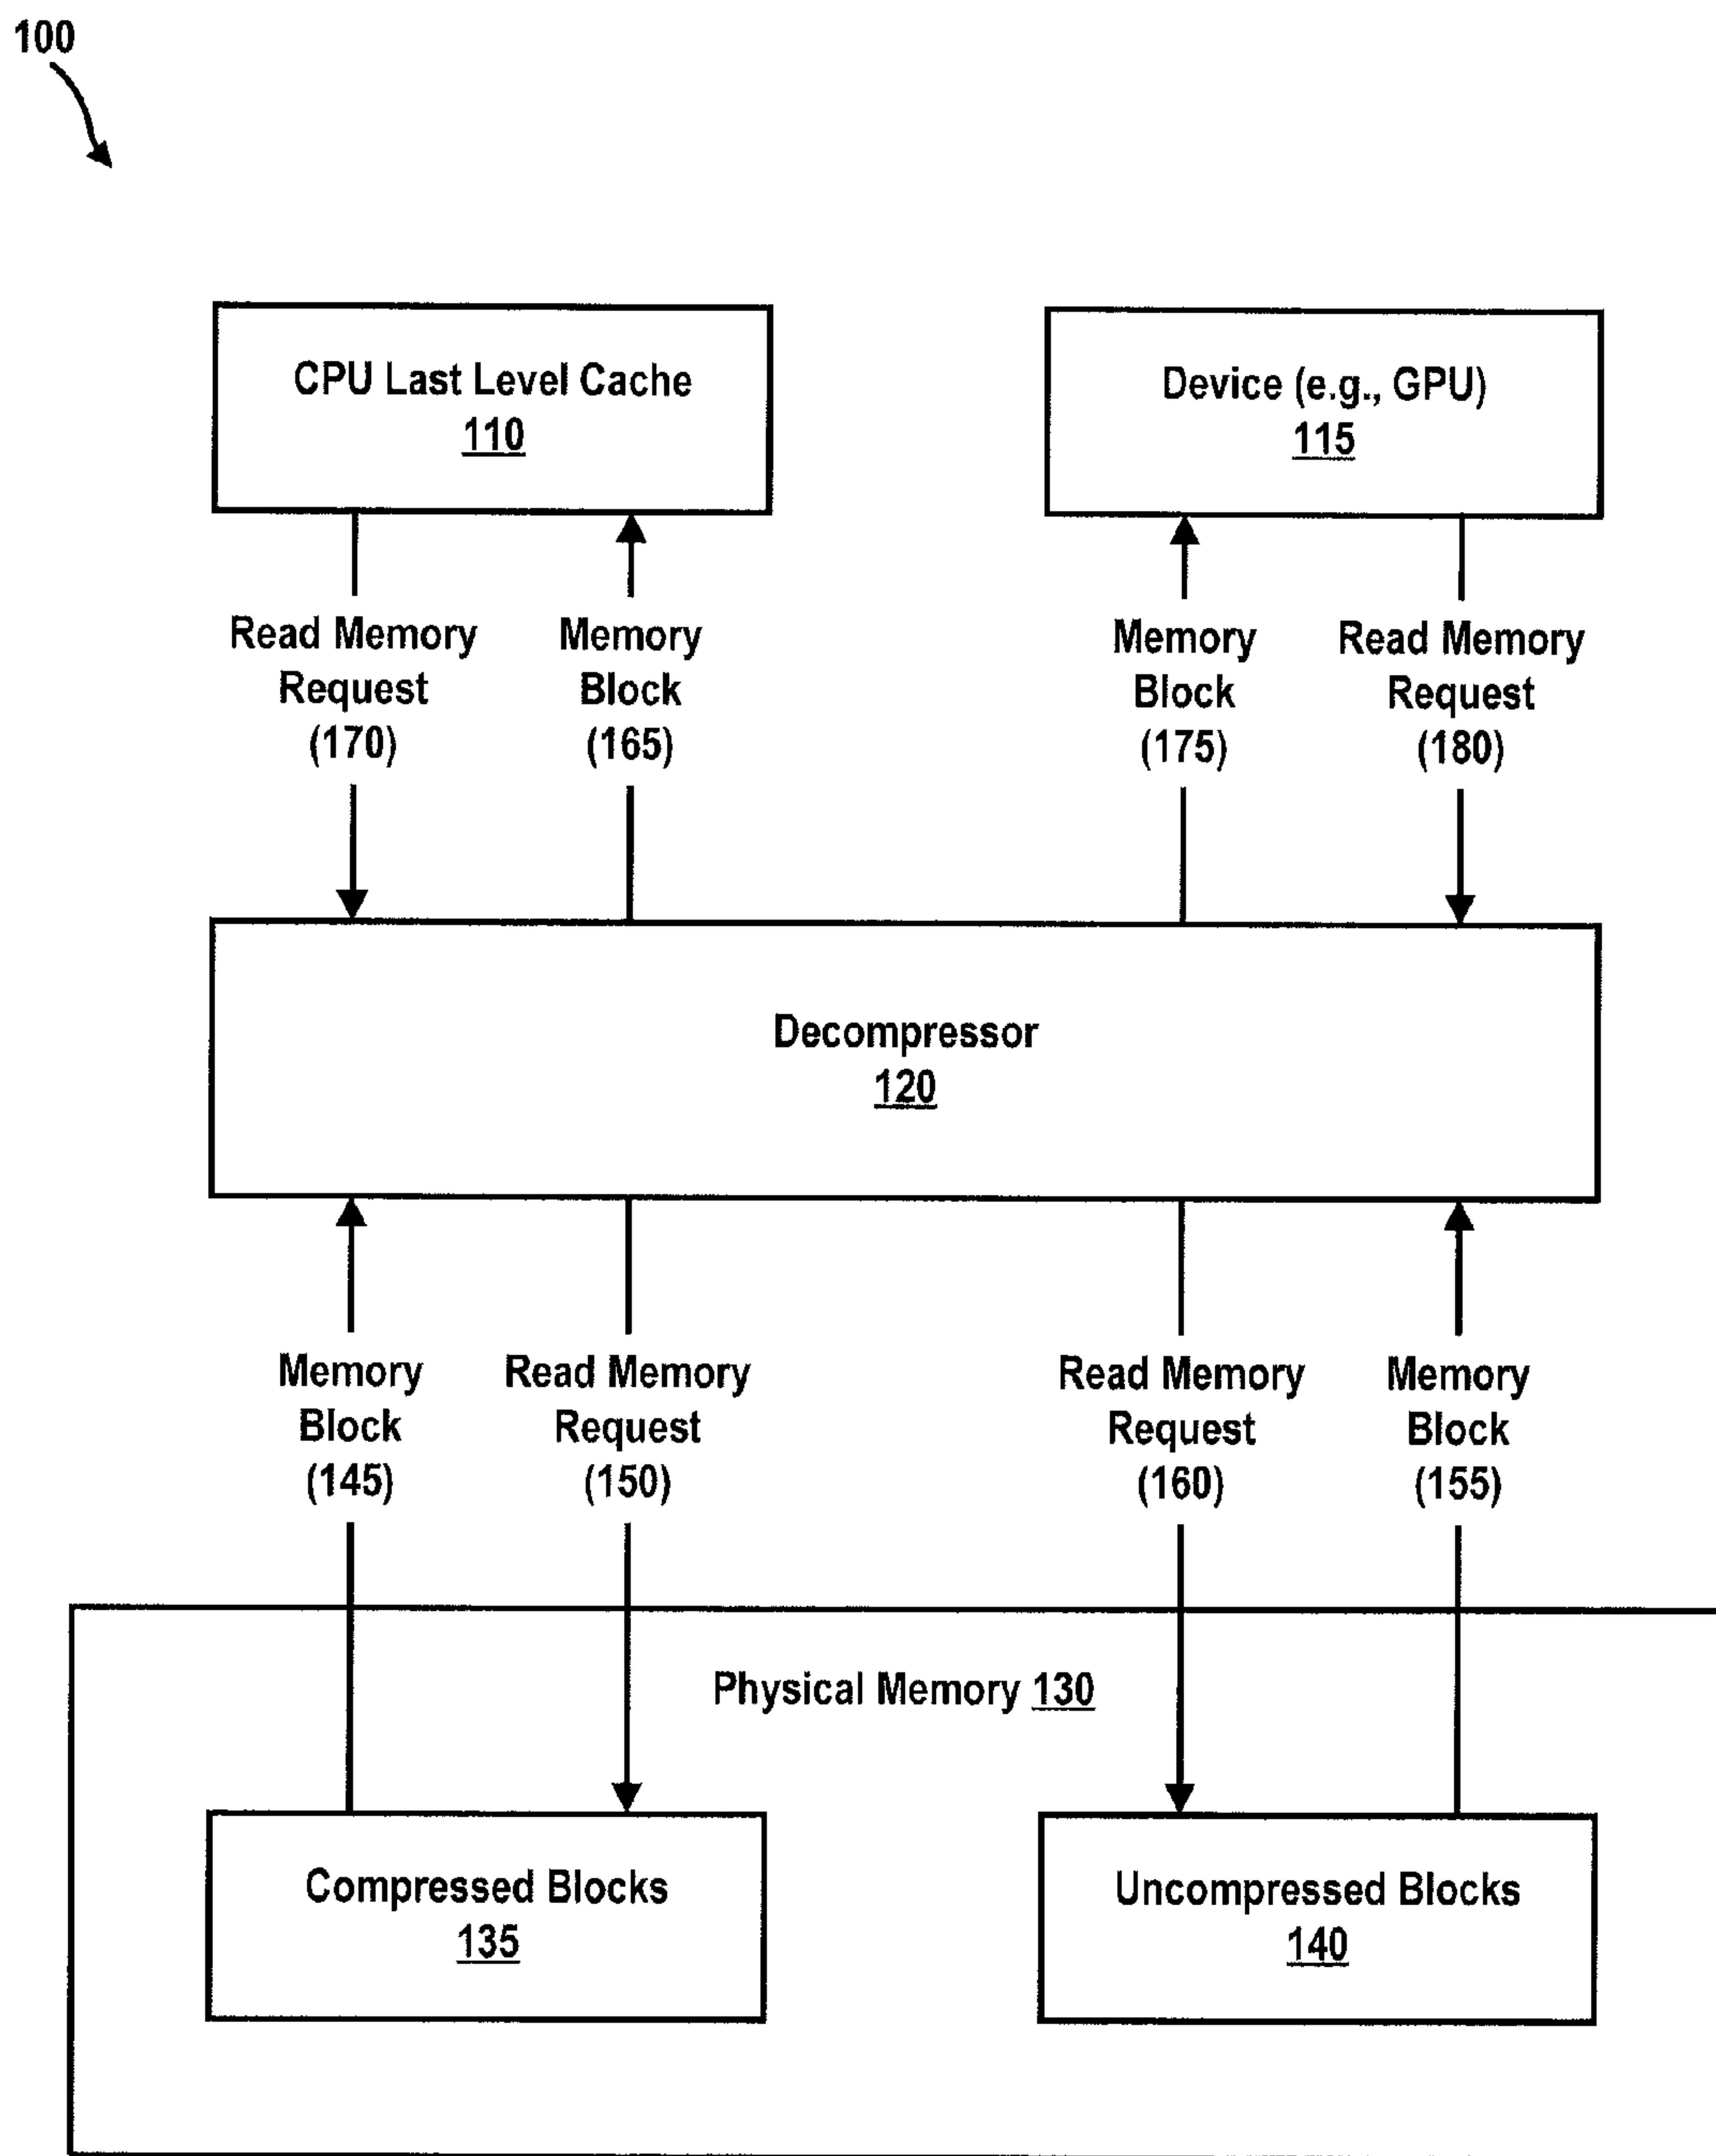 100
CPU Last Level Cache
110
Device (e.g., GPU)
115
Read Memory
Request
(170)
Memory
Block
(165)
Memory
Block
(175)
Read Memory
Request
(180)
Decompressor
120
Memory
Block
(145)
Read Memory
Request
(150)
Read Memory
Request
(160)
Memory
Block
(155)
Physical Memory 130
Compressed Blocks
135
Uncompressed Blocks
140